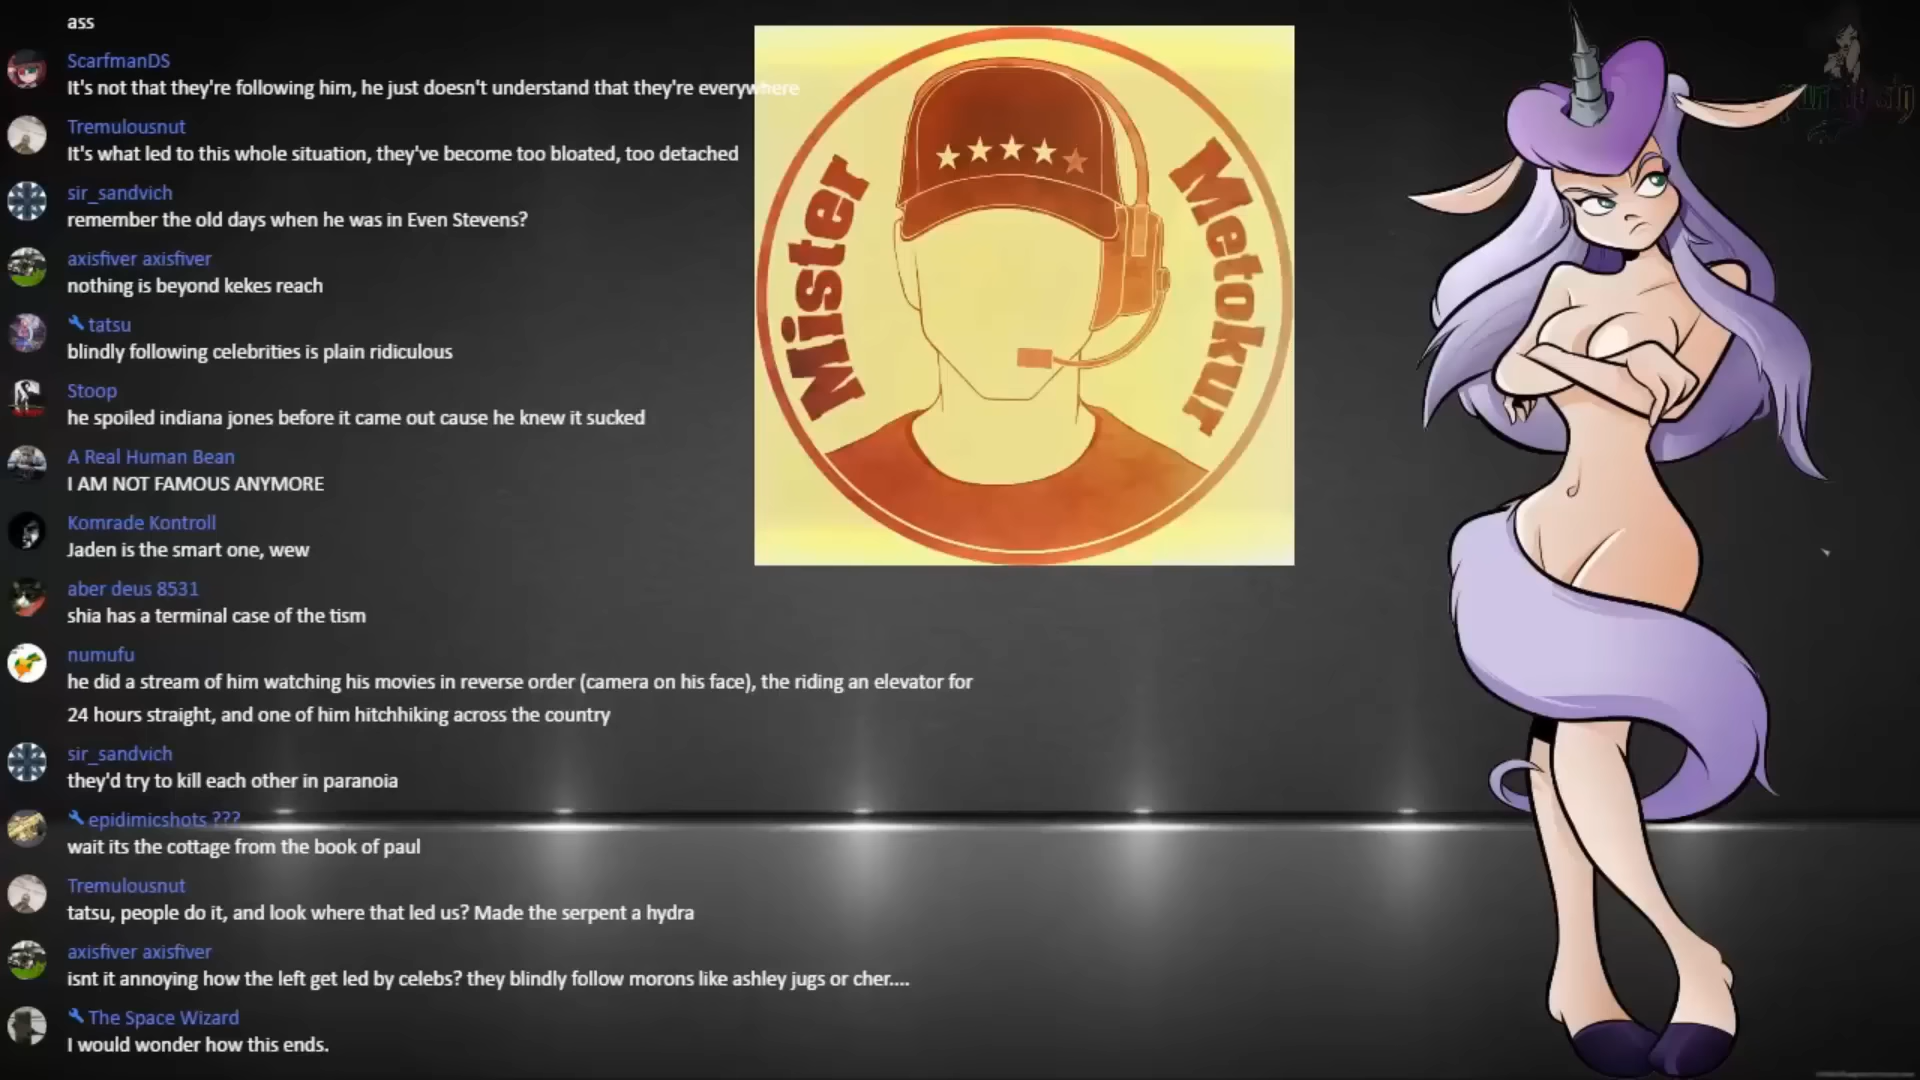 ass
ScarfmanDS
It's not that they're following him, he just doesn't understand that they're everywhere
Tremulousnut
It's what led to this whole situation, they've become too bloated, too detached
sir_sandvich
remember the old days when he was in Even Stevens?
axisfiver axisfiver
nothing is beyond kekes reach
tatsu
blindly following celebrities is plain ridiculous
Stoop
he spoiled indiana jones before it came out cause he knew it sucked
A Real Human Bean
I AM NOT FAMOUS ANYMORE
Komrade Kontroll
Jaden is the smart one, wew
aber deus 8531
shia has a terminal case of the tism
numufu
he did a stream of him watching his movies in reverse order (camera on his face), the riding an elevator for
24 hours straight, and one of him hitchhiking across the country
sir_sandvich
they'd try to kill each other in paranoia
epidimicshots ???
wait its the cottage from the book of paul
Tremulousnut
tatsu, people do it, and look where that led us? Made the serpent a hydra
axisfiver axisfiver
isnt it annoying how the left get led by celebs? they blindly follow morons like ashley jugs or cher....
The Space Wizard
I would wonder how this ends.
Mister
Metokur